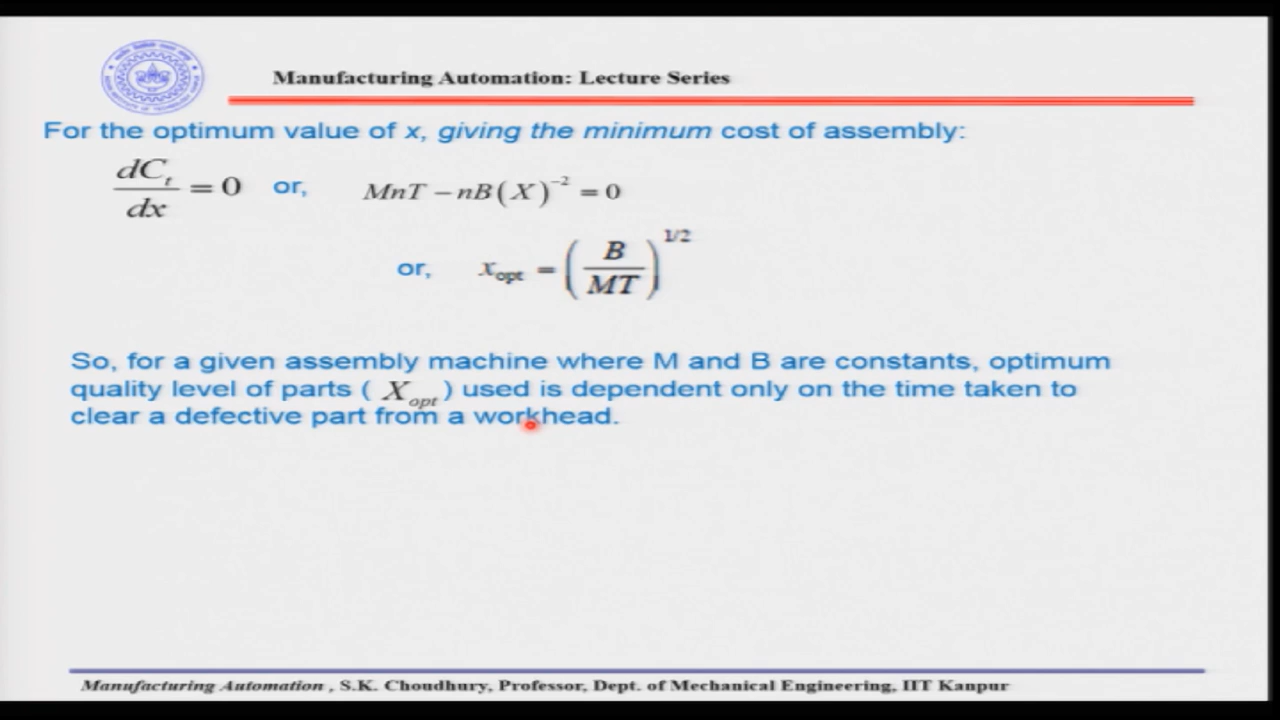 Manufacturing Automation: Lecture Series
For the optimum value of x, giving the minimum cost of assembly:
dC_t/dx = 0 or, MnT − nB(X)^−2 = 0
or, x_opt = (B/MT)^1/2
So, for a given assembly machine where M and B are constants, optimum
quality level of parts ( X_opt ) used is dependent only on the time taken to
clear a defective part from a workhead.
Manufacturing Automation , S.K. Choudhury, Professor, Dept. of Mechanical Engineering, IIT Kanpur